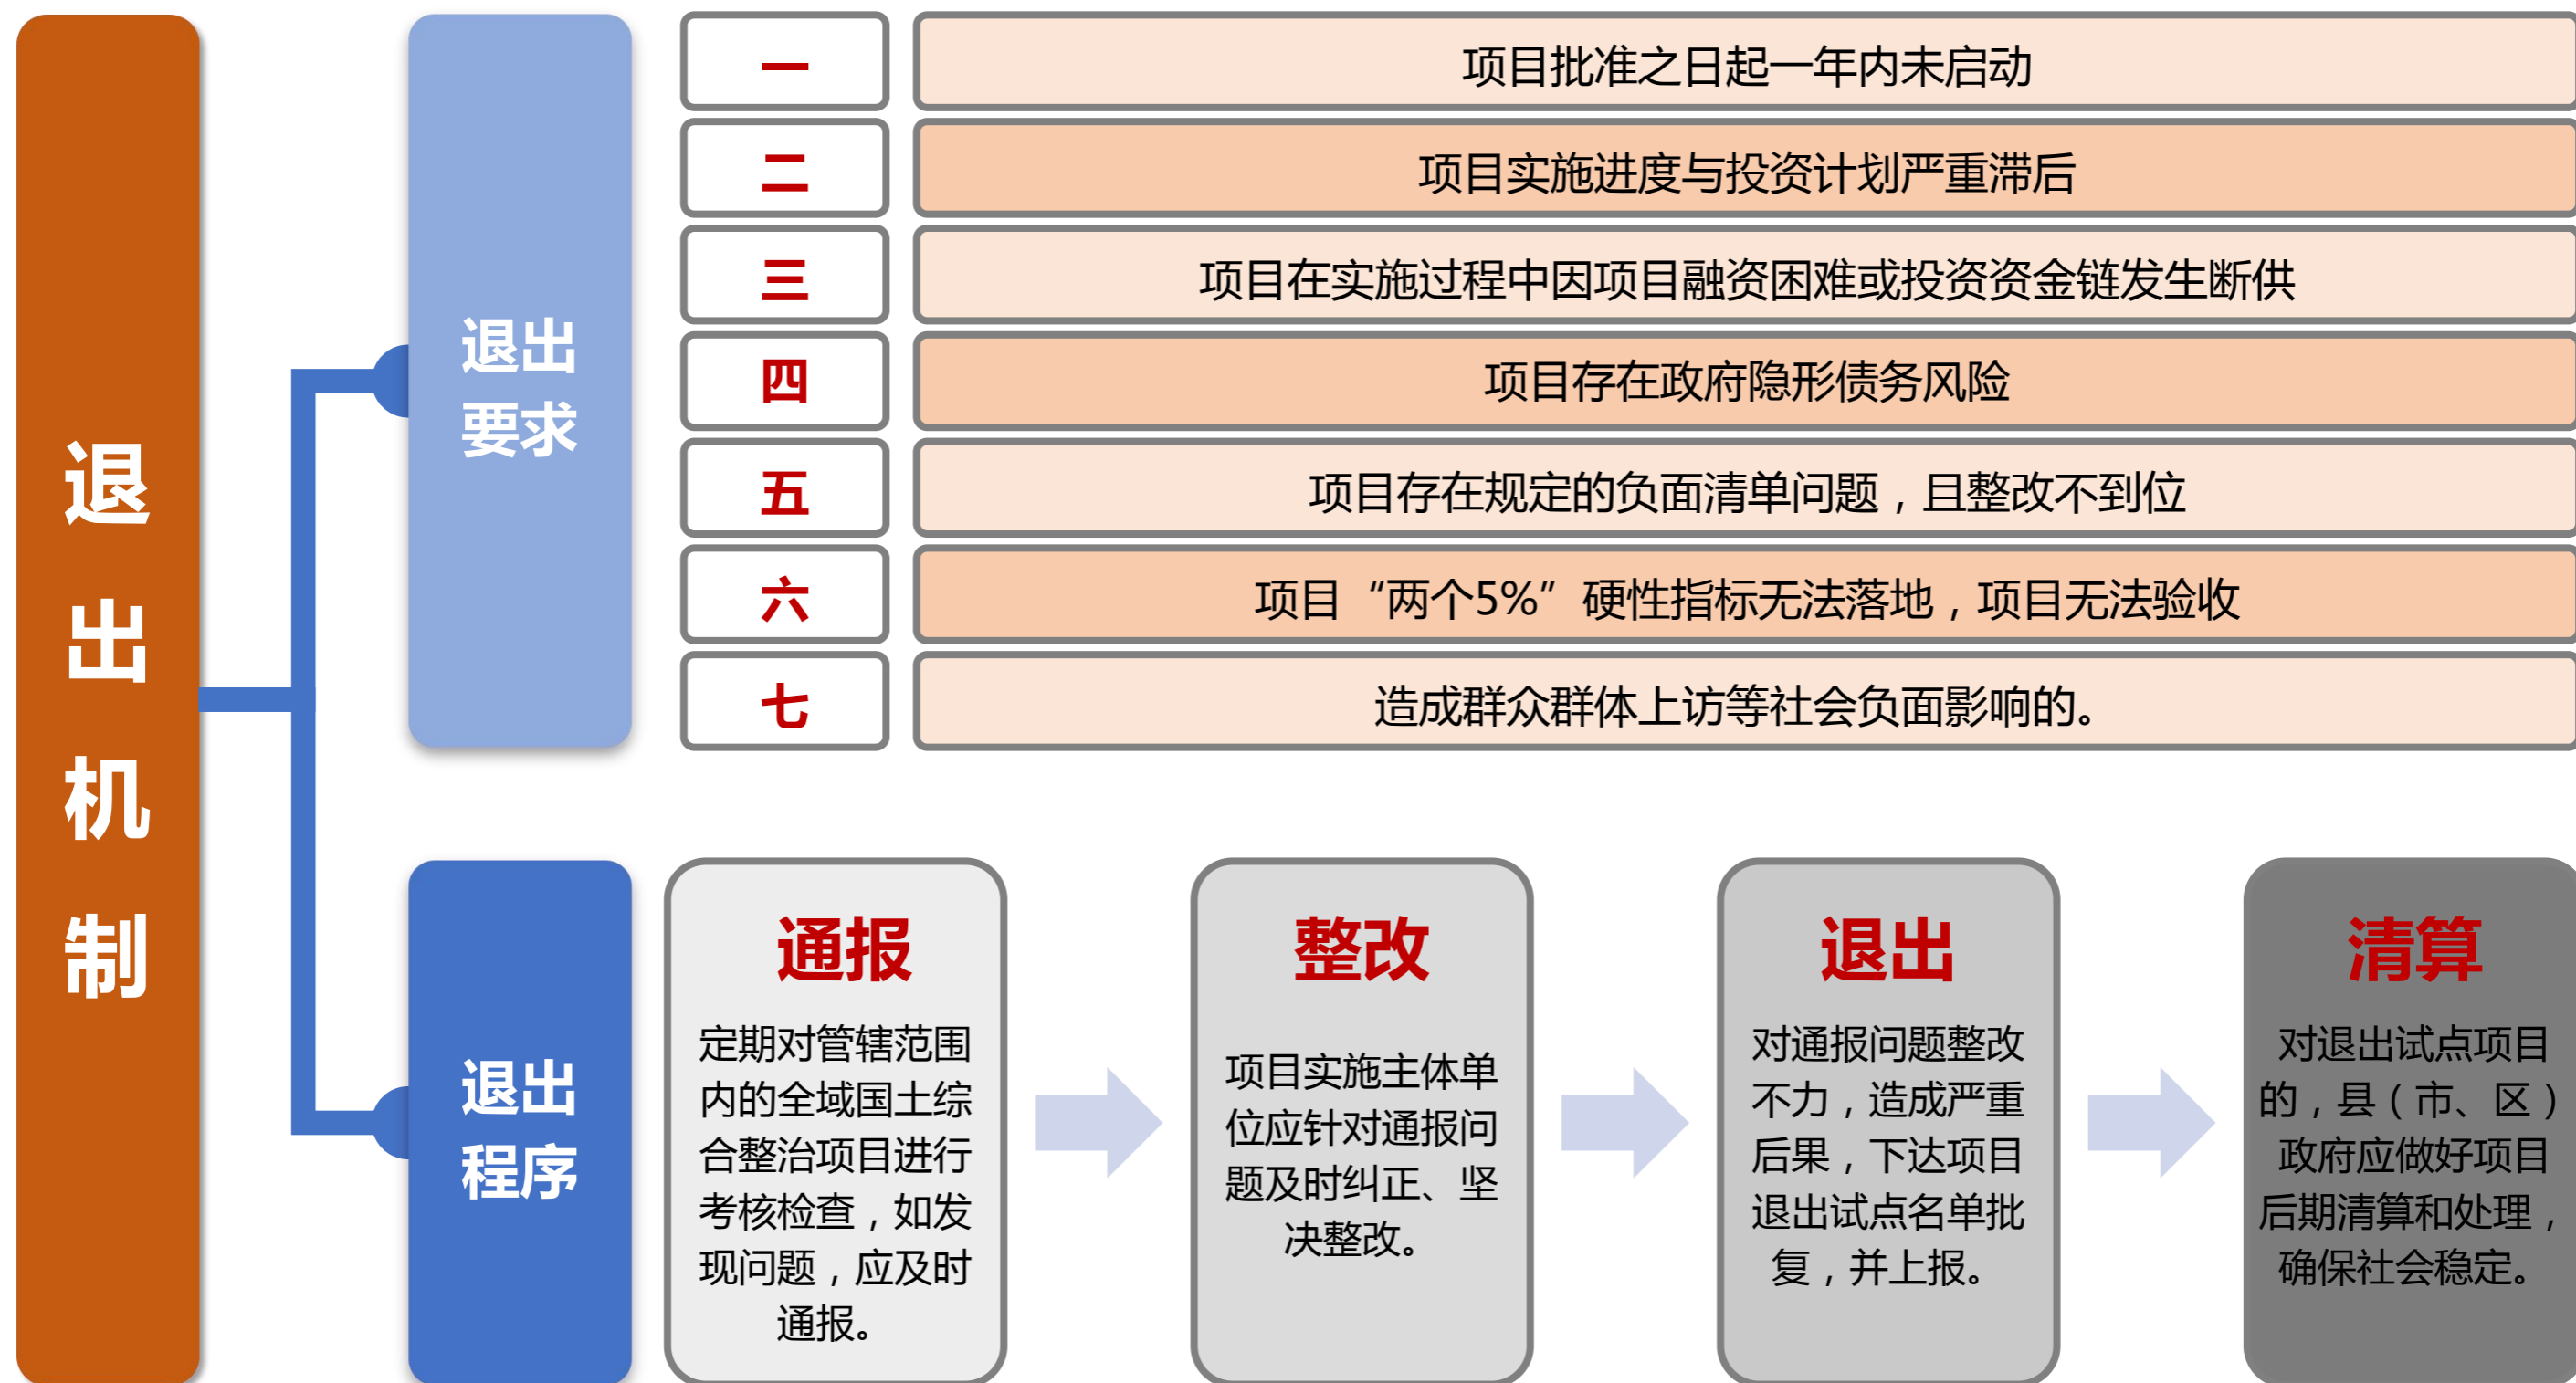 退
出
机
制
退出
要求
一
项目批准之日起一年内未启动
二
项目实施进度与投资计划严重滞后
三
项目在实施过程中因项目融资困难或投资资金链发生断供
四
项目存在政府隐形债务风险
五
项目存在规定的负面清单问题，且整改不到位
六
项目“两个5%”硬性指标无法落地，项目无法验收
七
造成群众群体上访等社会负面影响的。
退出
程序
通报
定期对管辖范围
内的全域国土综
合整治项目进行
考核检查，如发
现问题，应及时
通报。
整改
项目实施主体单
位应针对通报问
题及时纠正、坚
决整改。
退出
对通报问题整改
不力，造成严重
后果，下达项目
退出试点名单批
复，并上报。
清算
对退出试点项目
的，县（市、区）
政府应做好项目
后期清算和处理，
确保社会稳定。